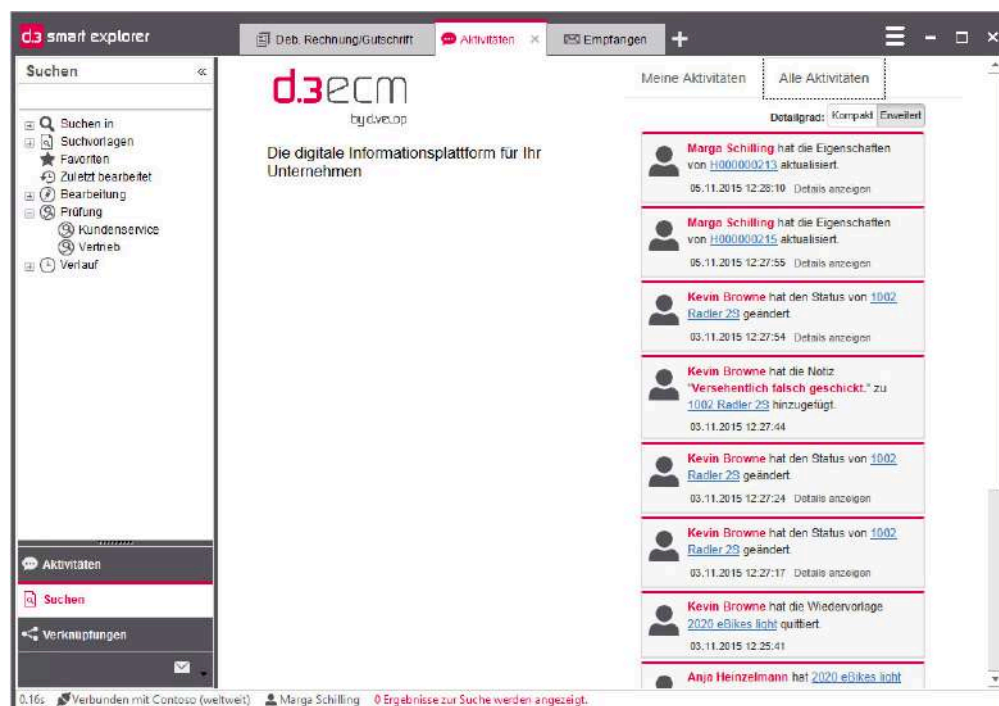 d.3 smart explorer
Deb. Rechnung/Gutschrift
Aktivitäten
Empfangen
Suchen
Suchen in
Suchvorlagen
Favoriten
Zuletzt bearbeitet
Bearbeitung
Prüfung
Kundenservice
Vertrieb
Verlauf
Aktivitäten
Suchen
Verknüpfungen
d.3ecm
by d.velop
Die digitale Informationsplattform für Ihr
Unternehmen
Meine Aktivitäten
Alle Aktivitäten
Detailgrad: Kompakt Erweitert
Marga Schilling hat die Eigenschaften
von H000000213 aktualisiert.
05.11.2015 12:28:10 Details anzeigen
Marga Schilling hat die Eigenschaften
von H000000215 aktualisiert.
05.11.2015 12:27:55 Details anzeigen
Kevin Browne hat den Status von 1002
Radler 2S geändert.
03.11.2015 12:27:54 Details anzeigen
Kevin Browne hat die Notiz
"Versehentlich falsch geschickt." zu
1002 Radler 2S hinzugefügt.
03.11.2015 12:27:44
Kevin Browne hat den Status von 1002
Radler 2S geändert.
03.11.2015 12:27:24 Details anzeigen
Kevin Browne hat den Status von 1002
Radler 2S geändert.
03.11.2015 12:27:17 Details anzeigen
Kevin Browne hat die Wiedervorlage
2020 eBikes light quittiert.
03.11.2015 12:25:41
Anja Heinzelmann hat 2020 eBikes light
0.16s Verbunden mit Contoso (weltweit) Marga Schilling 0 Ergebnisse zur Suche werden angezeigt.